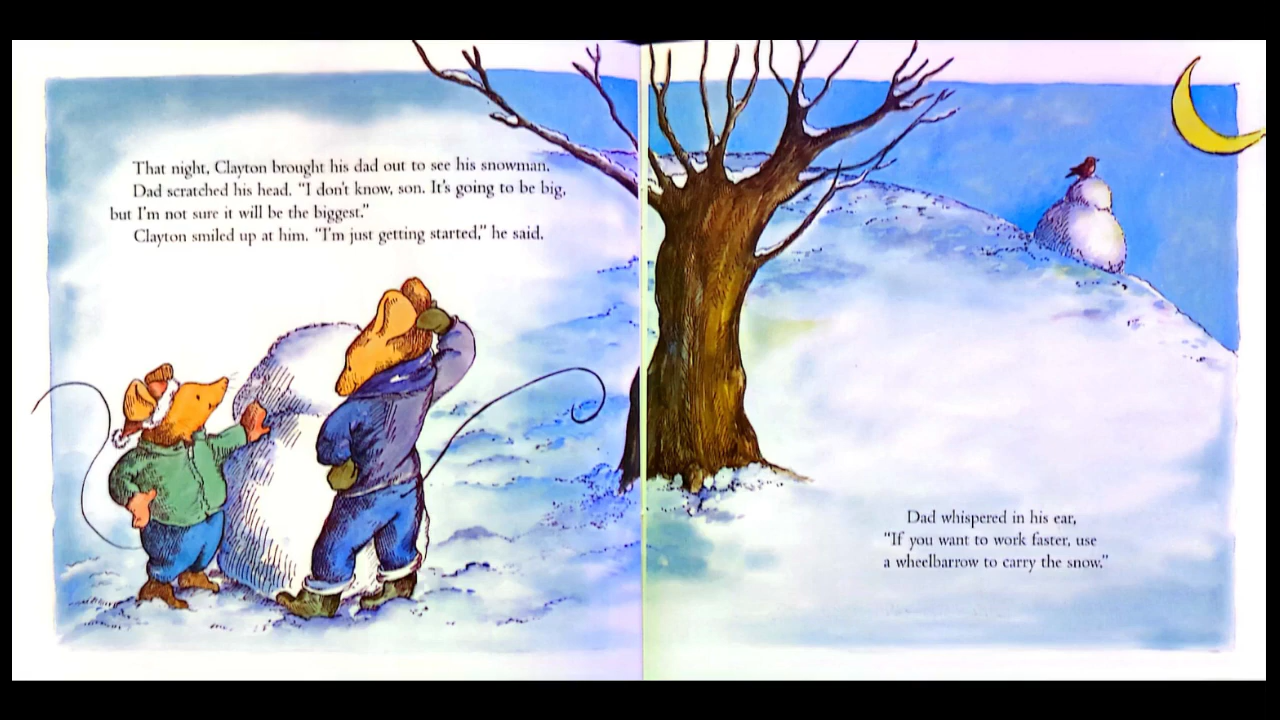 That night, Clayton brought his dad out to see his snowman.
Dad scratched his head. “I don’t know, son. It’s going to be big,
but I’m not sure it will be the biggest.”
Clayton smiled up at him. “I’m just getting started,” he said.
Dad whispered in his ear,
“If you want to work faster, use
a wheelbarrow to carry the snow.”